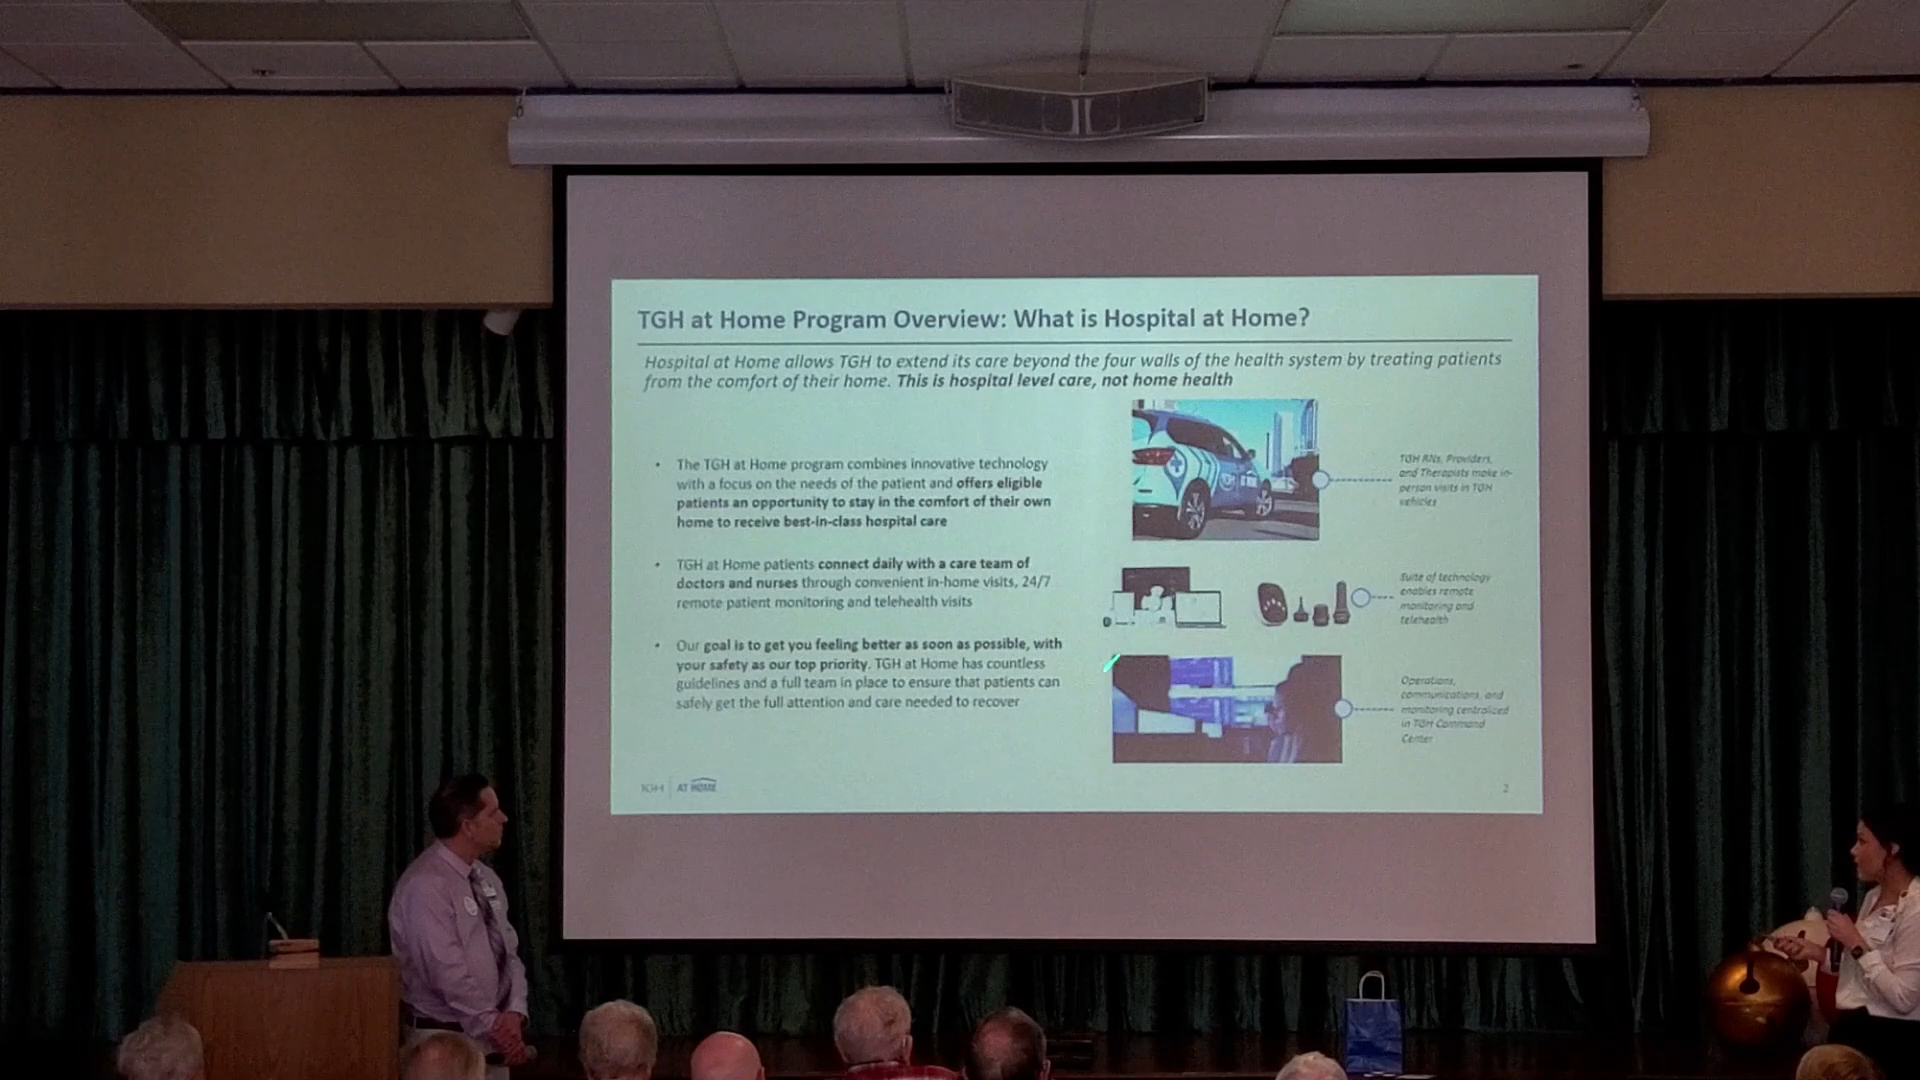 TGH at Home Program Overview: What is Hospital at Home?
Hospital at Home allows TGH to extend its care beyond the four walls of the health system by treating patients
from the comfort of their home. This is hospital level care, not home health
• The TGH at Home program combines innovative technology
with a focus on the needs of the patient and offers eligible
patients an opportunity to stay in the comfort of their own
home to receive best-in-class hospital care
• TGH at Home patients connect daily with a care team of
doctors and nurses through convenient in-home visits, 24/7
remote patient monitoring and telehealth visits
• Our goal is to get you feeling better as soon as possible, with
your safety as our top priority. TGH at Home has countless
guidelines and a full team in place to ensure that patients can
safely get the full attention and care needed to recover
TGH RNs, Providers,
and Therapists make in-
person visits in TGH
vehicles
Suite of technology
enables remote
monitoring and
telehealth
Operations,
communications, and
monitoring centralized
in TGH Command
Center
TGH | AT HOME
2